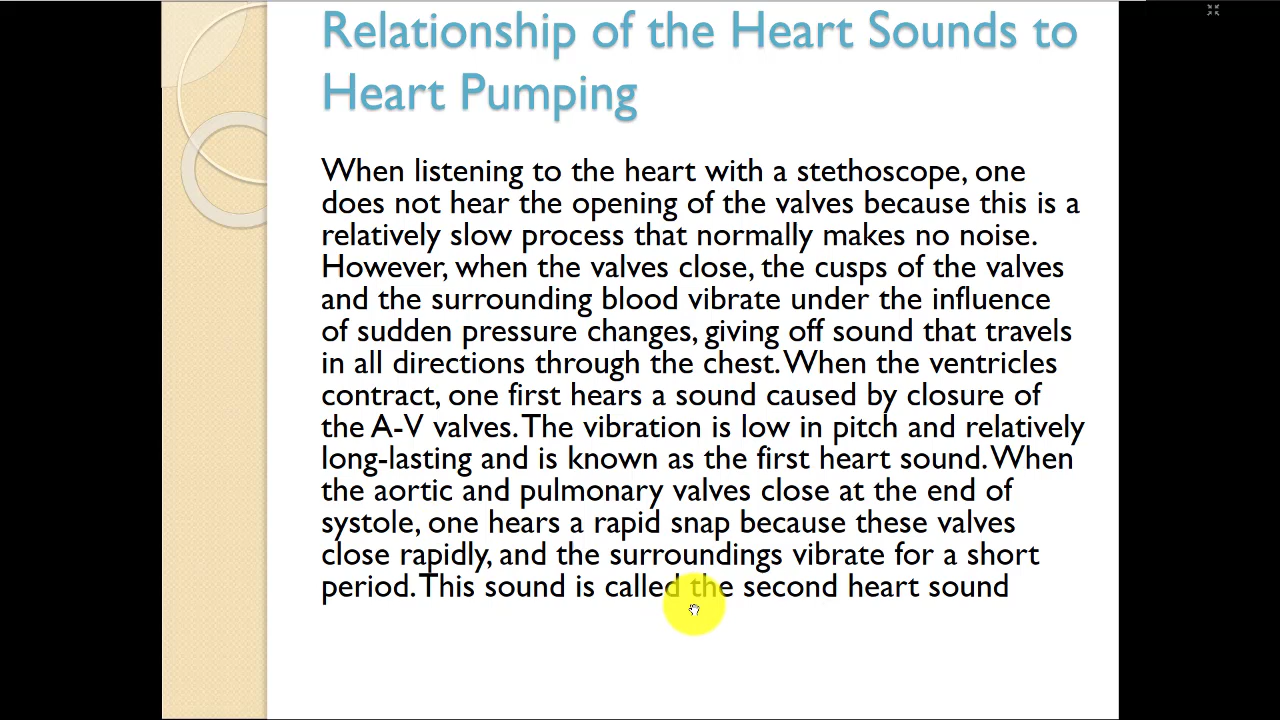 Relationship of the Heart Sounds to
Heart Pumping
When listening to the heart with a stethoscope, one
does not hear the opening of the valves because this is a
relatively slow process that normally makes no noise.
However, when the valves close, the cusps of the valves
and the surrounding blood vibrate under the influence
of sudden pressure changes, giving off sound that travels
in all directions through the chest. When the ventricles
contract, one first hears a sound caused by closure of
the A-V valves. The vibration is low in pitch and relatively
long-lasting and is known as the first heart sound. When
the aortic and pulmonary valves close at the end of
systole, one hears a rapid snap because these valves
close rapidly, and the surroundings vibrate for a short
period. This sound is called the second heart sound